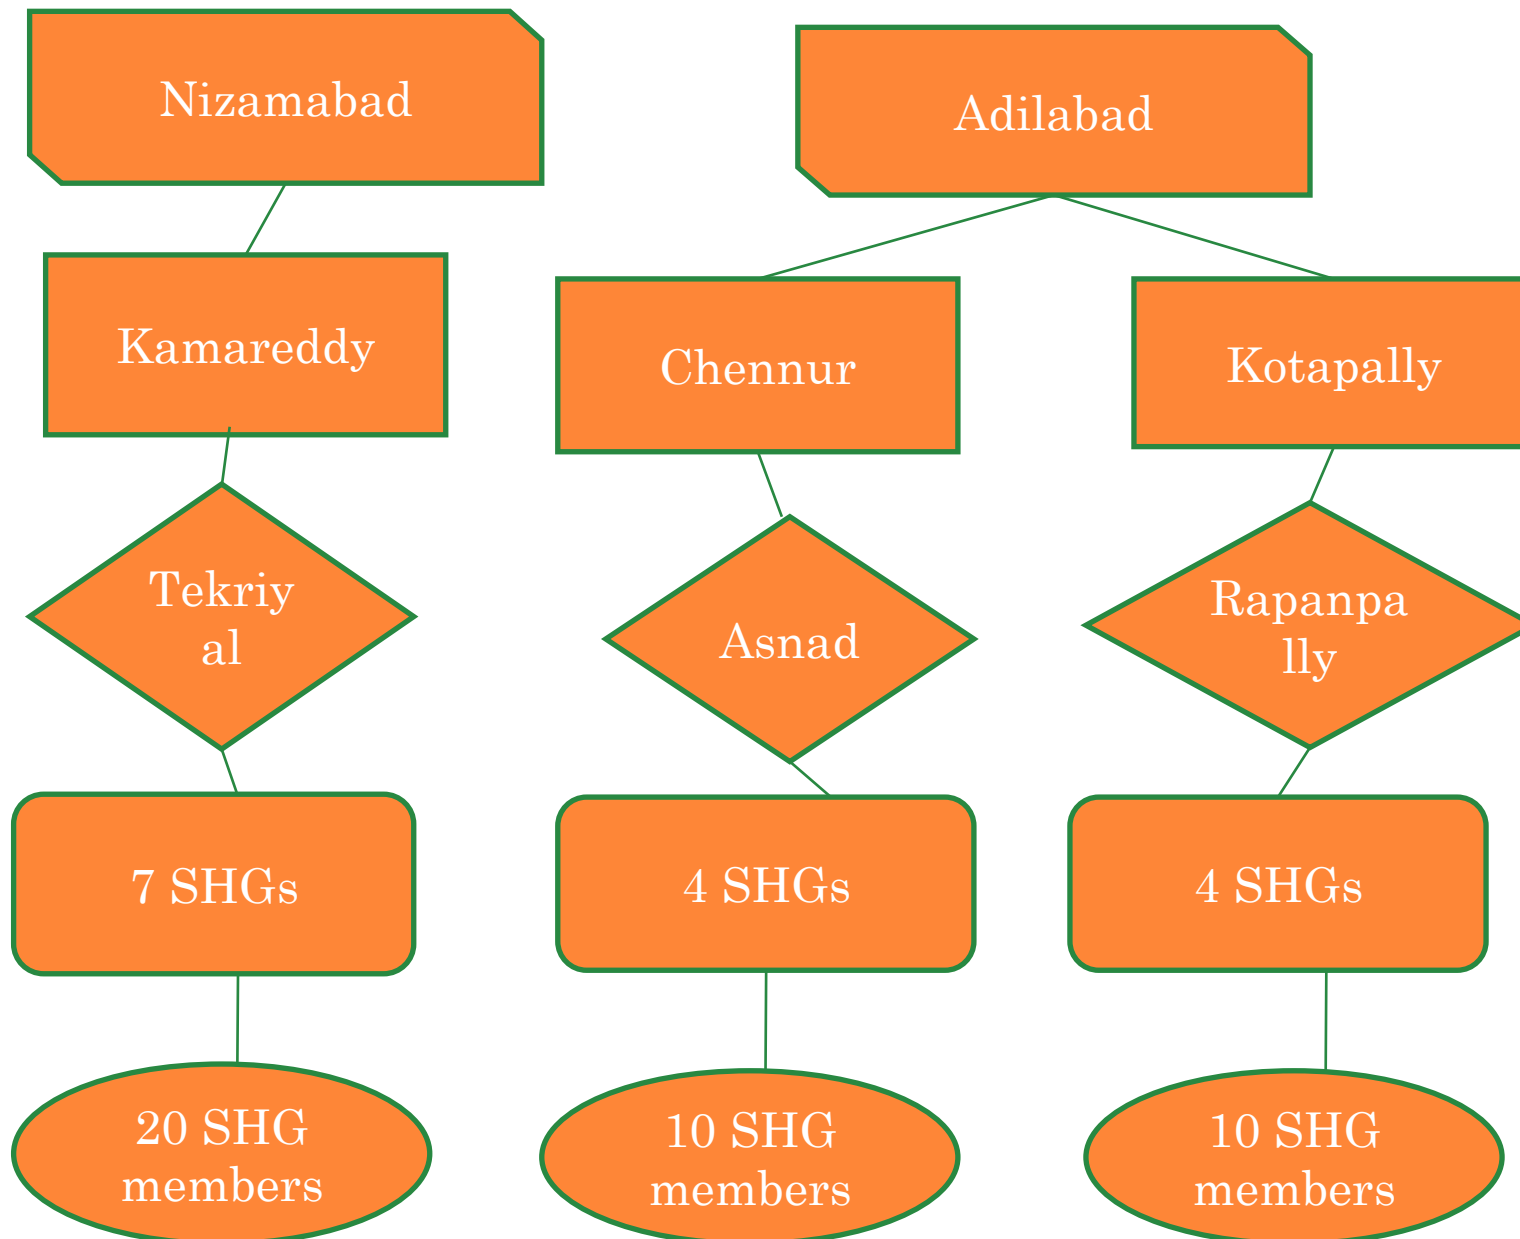 Nizamabad
Adilabad
Kamareddy
Chennur
Kotapally
Tekriy
al
Asnad
Rapanpa
lly
7 SHGs
4 SHGs
4 SHGs
20 SHG
members
10 SHG
members
10 SHG
members